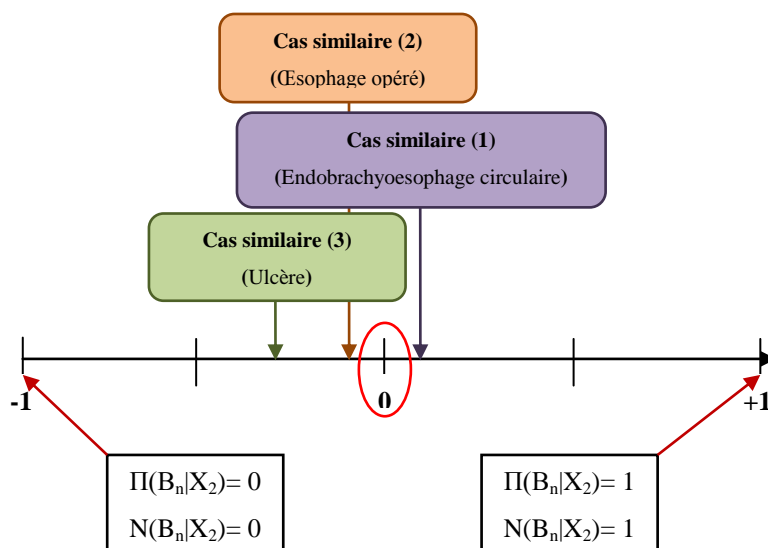 Cas similaire (2)
(Œsophage opéré)
Cas similaire (1)
(Endobrachyoesophage circulaire)
Cas similaire (3)
(Ulcère)
-1
0
+1
Π(Bn|X2)= 0
N(Bn|X2)= 0
Π(Bn|X2)= 1
N(Bn|X2)= 1